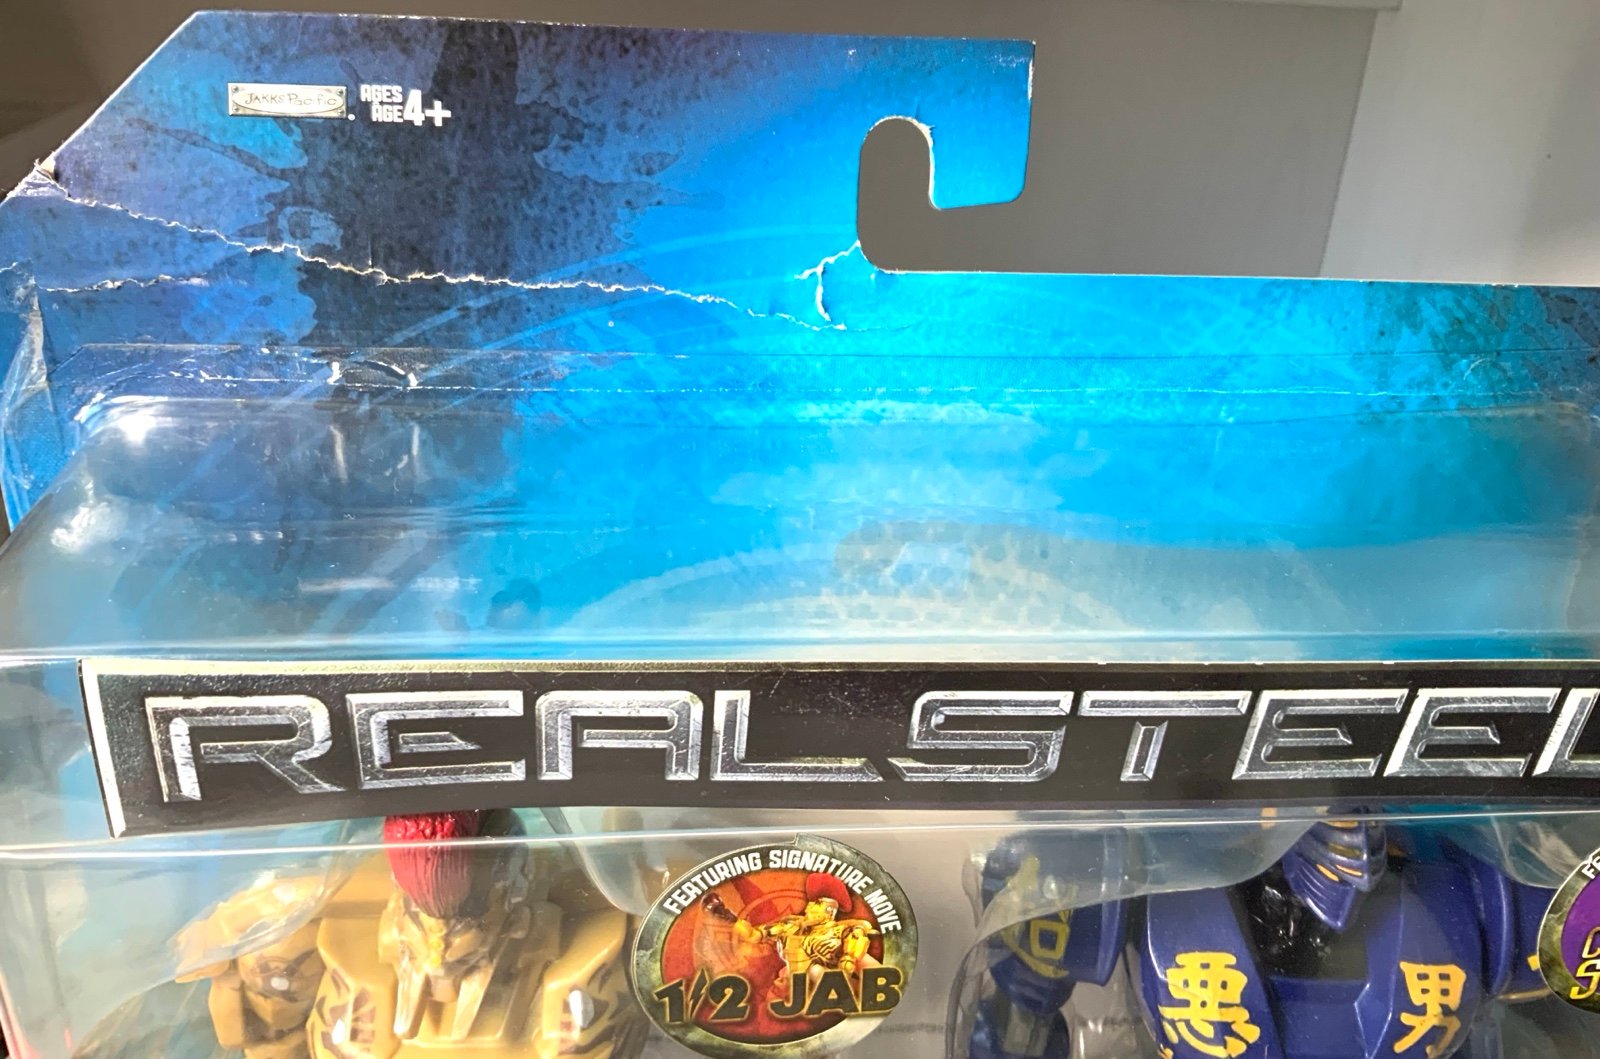 JAKKS Pacific
AGES
AGE 4+
REAL STEEL
FEATURING SIGNATURE MOVE
1/2 JAB
悪 男